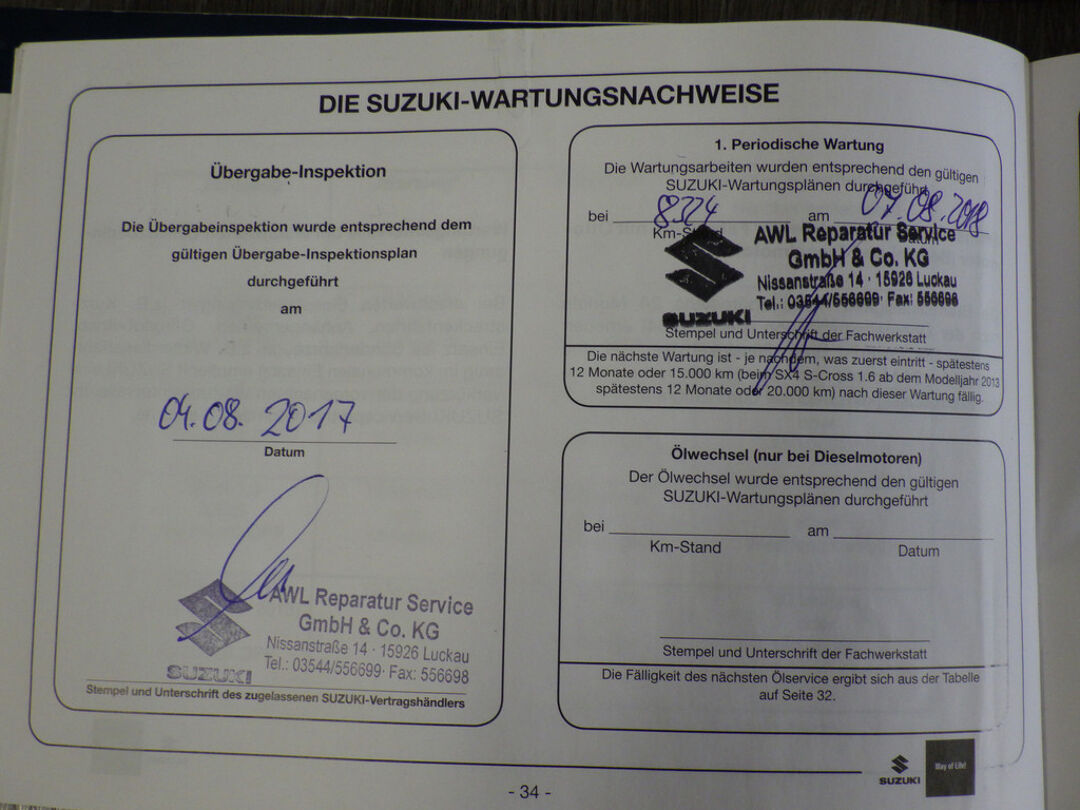 DIE SUZUKI-WARTUNGSNACHWEISE
Übergabe-Inspektion
Die Übergabeinspektion wurde entsprechend dem
gültigen Übergabe-Inspektionsplan
durchgeführt
am
04.08. 2017
Datum
AWL Reparatur Service
GmbH & Co. KG
Nissanstraße 14 · 15926 Luckau
Tel.: 03544/556699 · Fax: 556698
SUZUKI
Stempel und Unterschrift des zugelassenen SUZUKI-Vertragshändlers
1. Periodische Wartung
Die Wartungsarbeiten wurden entsprechend den gültigen
SUZUKI-Wartungsplänen durchgeführt
bei 8324 am 07.08.2018
Km-Stand Datum
AWL Reparatur Service
GmbH & Co. KG
Nissanstraße 14 · 15926 Luckau
Tel.: 03544/556699 · Fax: 556698
SUZUKI
Stempel und Unterschrift der Fachwerkstatt
Die nächste Wartung ist - je nachdem, was zuerst eintritt - spätestens
12 Monate oder 15.000 km (beim SX4 S-Cross 1.6 ab dem Modelljahr 2013
spätestens 12 Monate oder 20.000 km) nach dieser Wartung fällig.
Ölwechsel (nur bei Dieselmotoren)
Der Ölwechsel wurde entsprechend den gültigen
SUZUKI-Wartungsplänen durchgeführt
bei am
Km-Stand Datum
Stempel und Unterschrift der Fachwerkstatt
Die Fälligkeit des nächsten Ölservice ergibt sich aus der Tabelle
auf Seite 32.
SUZUKI
Way of Life!
- 34 -